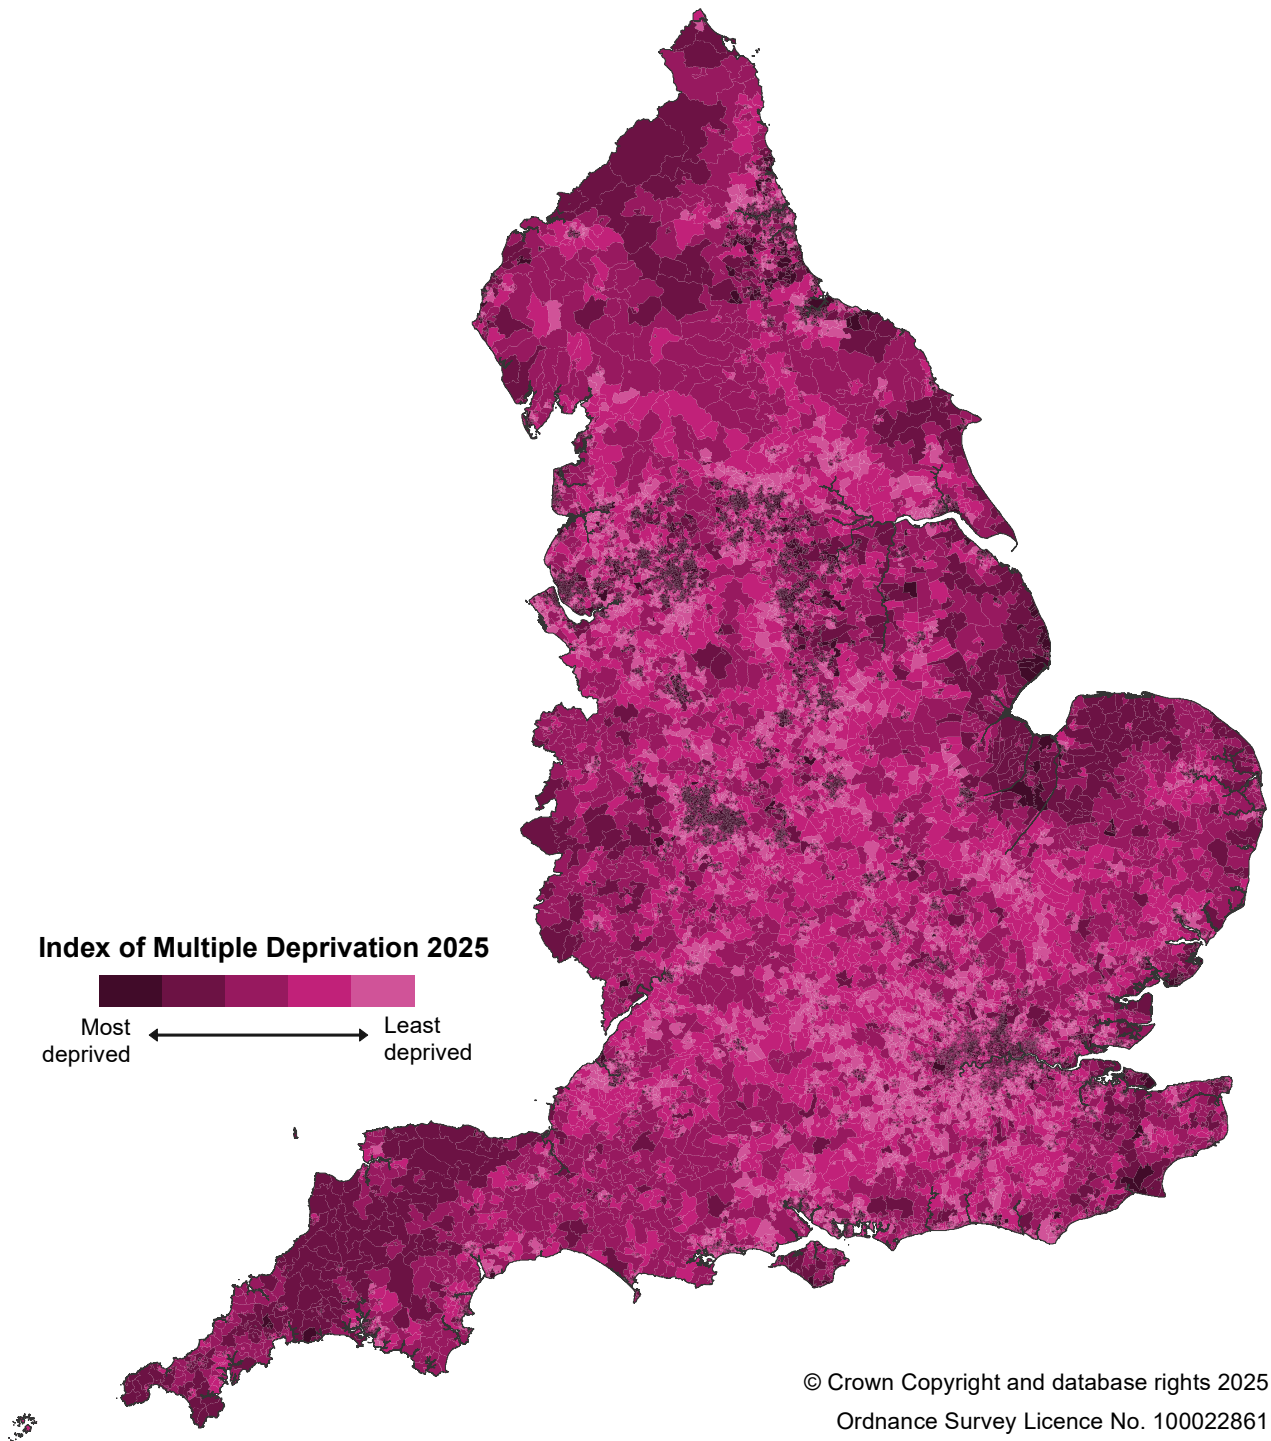 Index of Multiple Deprivation 2025
Most
deprived
Least
deprived
© Crown Copyright and database rights 2025
Ordnance Survey Licence No. 100022861